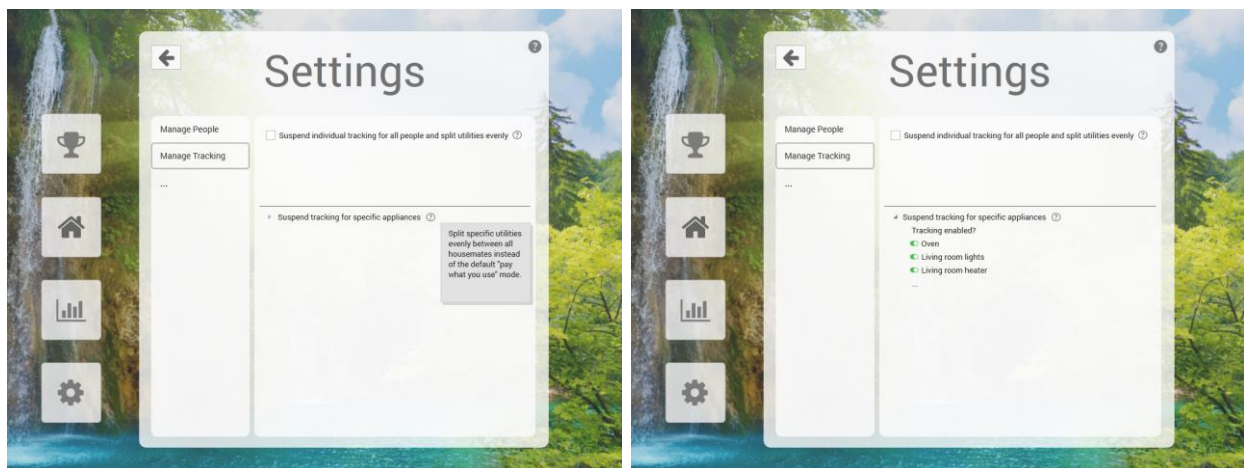 Settings
?
Manage People
Manage Tracking
...
Suspend individual tracking for all people and split utilities evenly ?
Suspend tracking for specific appliances ?
Split specific utilities
evenly between all
housemates instead
of the default "pay
what you use" mode.
Settings
?
Manage People
Manage Tracking
...
Suspend individual tracking for all people and split utilities evenly ?
Suspend tracking for specific appliances ?
Tracking enabled?
Oven
Living room lights
Living room heater
...